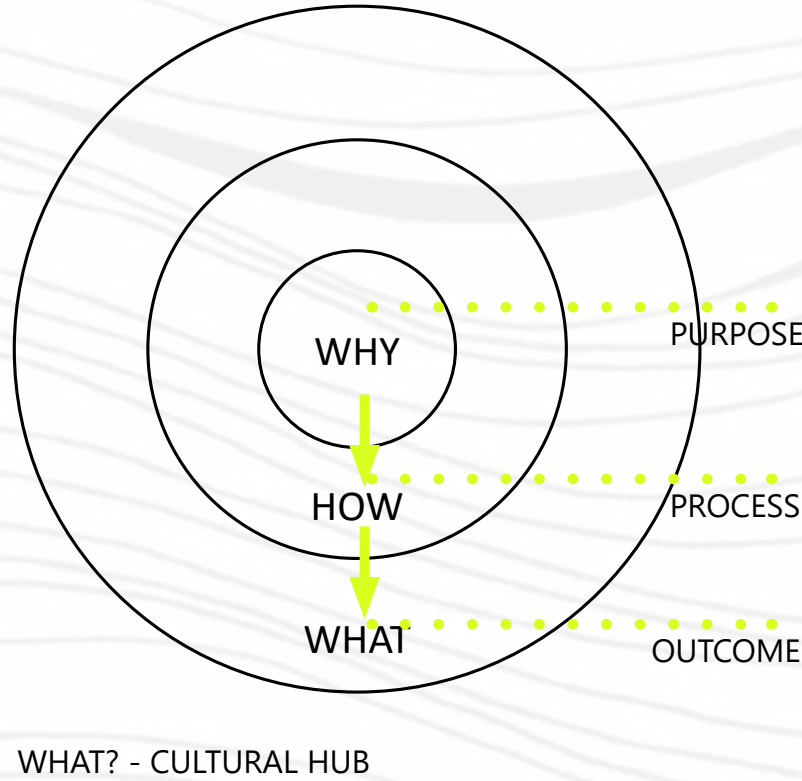 WHY
PURPOSE
HOW
PROCESS
WHAT
OUTCOME
WHAT? - CULTURAL HUB